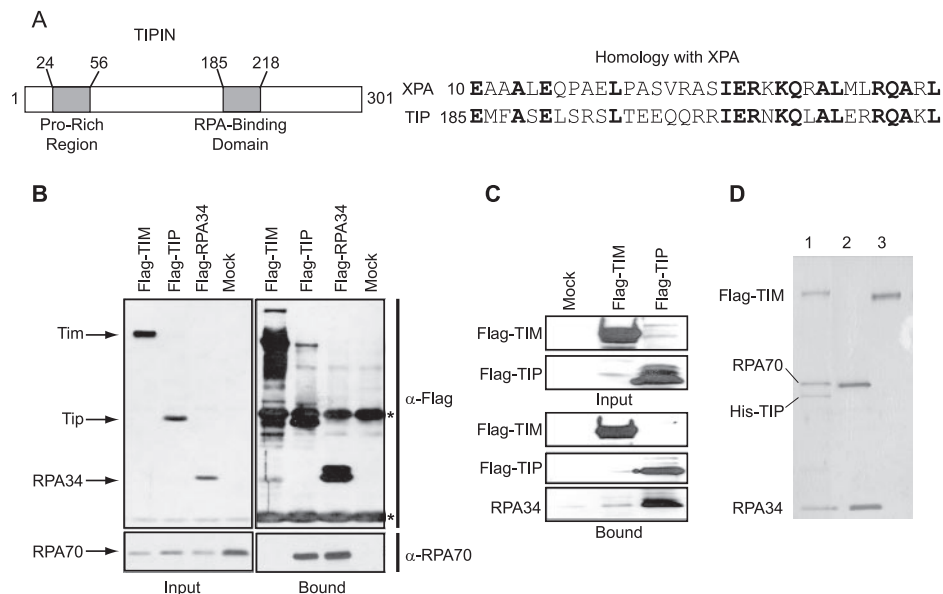 A
TIPIN
24 56 185 218
1 301
Pro-Rich
Region
RPA-Binding
Domain
Homology with XPA
XPA 10 EAAALEQPAELPASVRASIERKKQRALMLRQARL
TIP 185 EMFASELSRSLTEEQQRRIERNKQLALERRQAKL
B
Flag-TIM
Flag-TIP
Flag-RPA34
Mock
Flag-TIM
Flag-TIP
Flag-RPA34
Mock
Tim
Tip
RPA34
RPA70
*
*
α-Flag
α-RPA70
Input
Bound
C
Mock
Flag-TIM
Flag-TIP
Flag-TIM
Flag-TIP
Input
Flag-TIM
Flag-TIP
RPA34
Bound
D
1 2 3
Flag-TIM
RPA70
His-TIP
RPA34